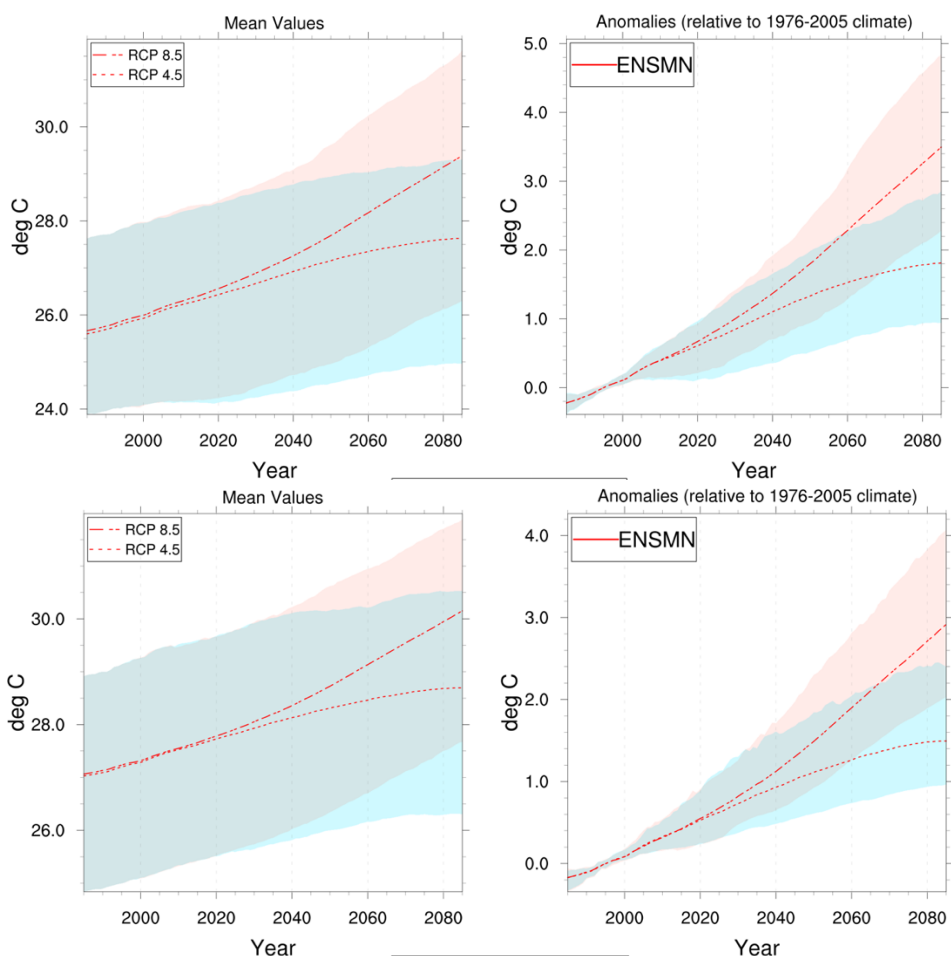 Mean Values
RCP 8.5
RCP 4.5
30.0
28.0
26.0
24.0
deg C
2000 2020 2040 2060 2080
Year
Anomalies (relative to 1976-2005 climate)
ENSMN
5.0
4.0
3.0
2.0
1.0
0.0
deg C
2000 2020 2040 2060 2080
Year
Mean Values
RCP 8.5
RCP 4.5
30.0
28.0
26.0
deg C
2000 2020 2040 2060 2080
Year
Anomalies (relative to 1976-2005 climate)
ENSMN
4.0
3.0
2.0
1.0
0.0
deg C
2000 2020 2040 2060 2080
Year